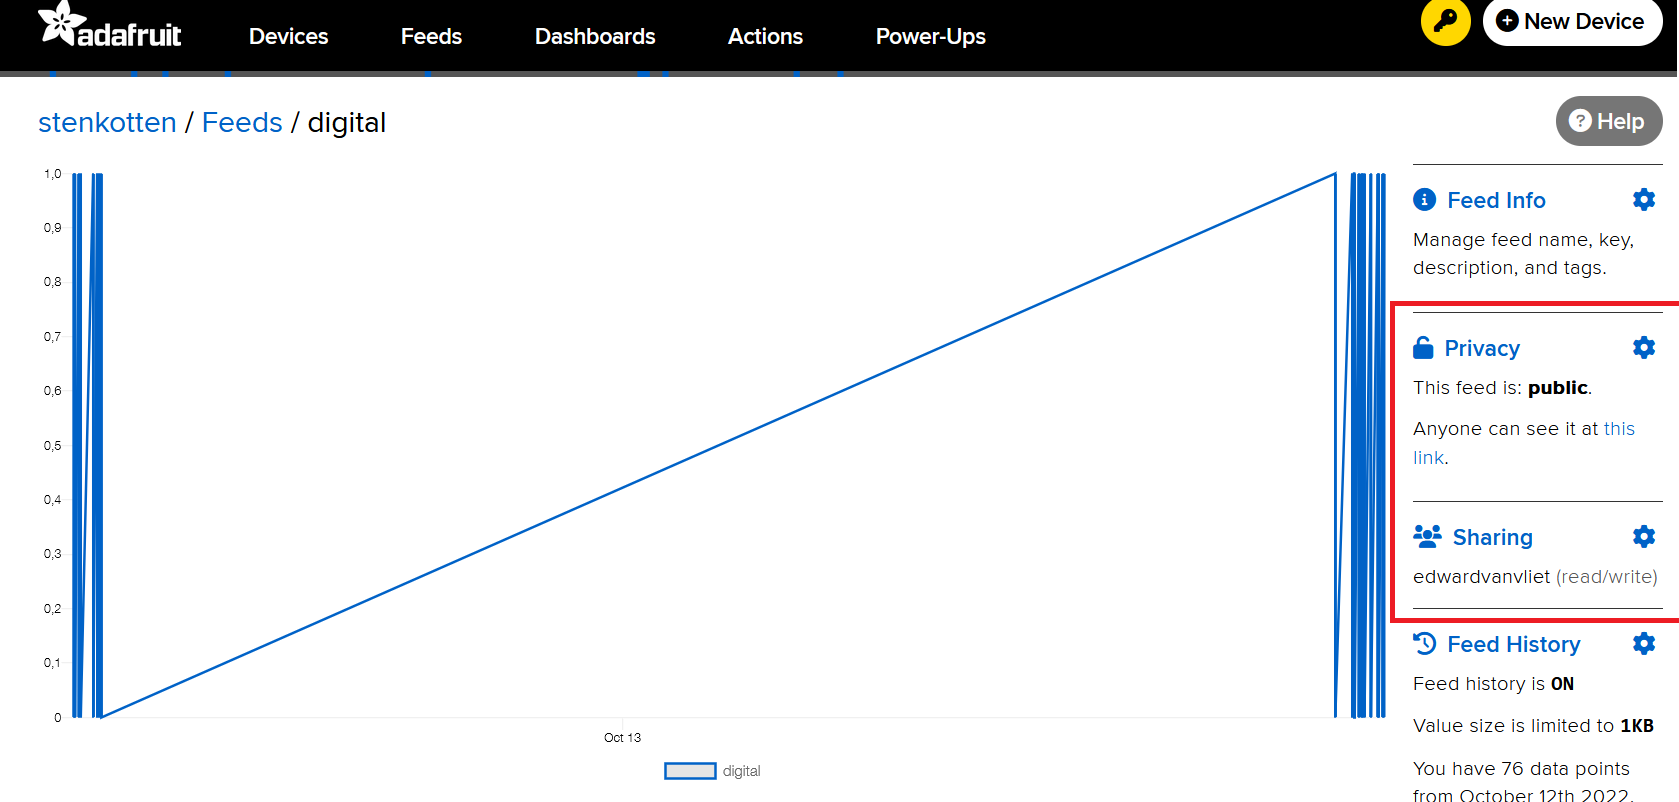 adafruit
Devices
Feeds
Dashboards
Actions
Power-Ups
New Device
stenkotten / Feeds / digital
? Help
1,0
0,9
0,8
0,7
0,6
0,5
0,4
0,3
0,2
0,1
0
Oct 13
digital
i Feed Info
Manage feed name, key,
description, and tags.
Privacy
This feed is: public.
Anyone can see it at this
link.
Sharing
edwardvanvliet (read/write)
Feed History
Feed history is ON
Value size is limited to 1KB
You have 76 data points
from October 12th 2022.